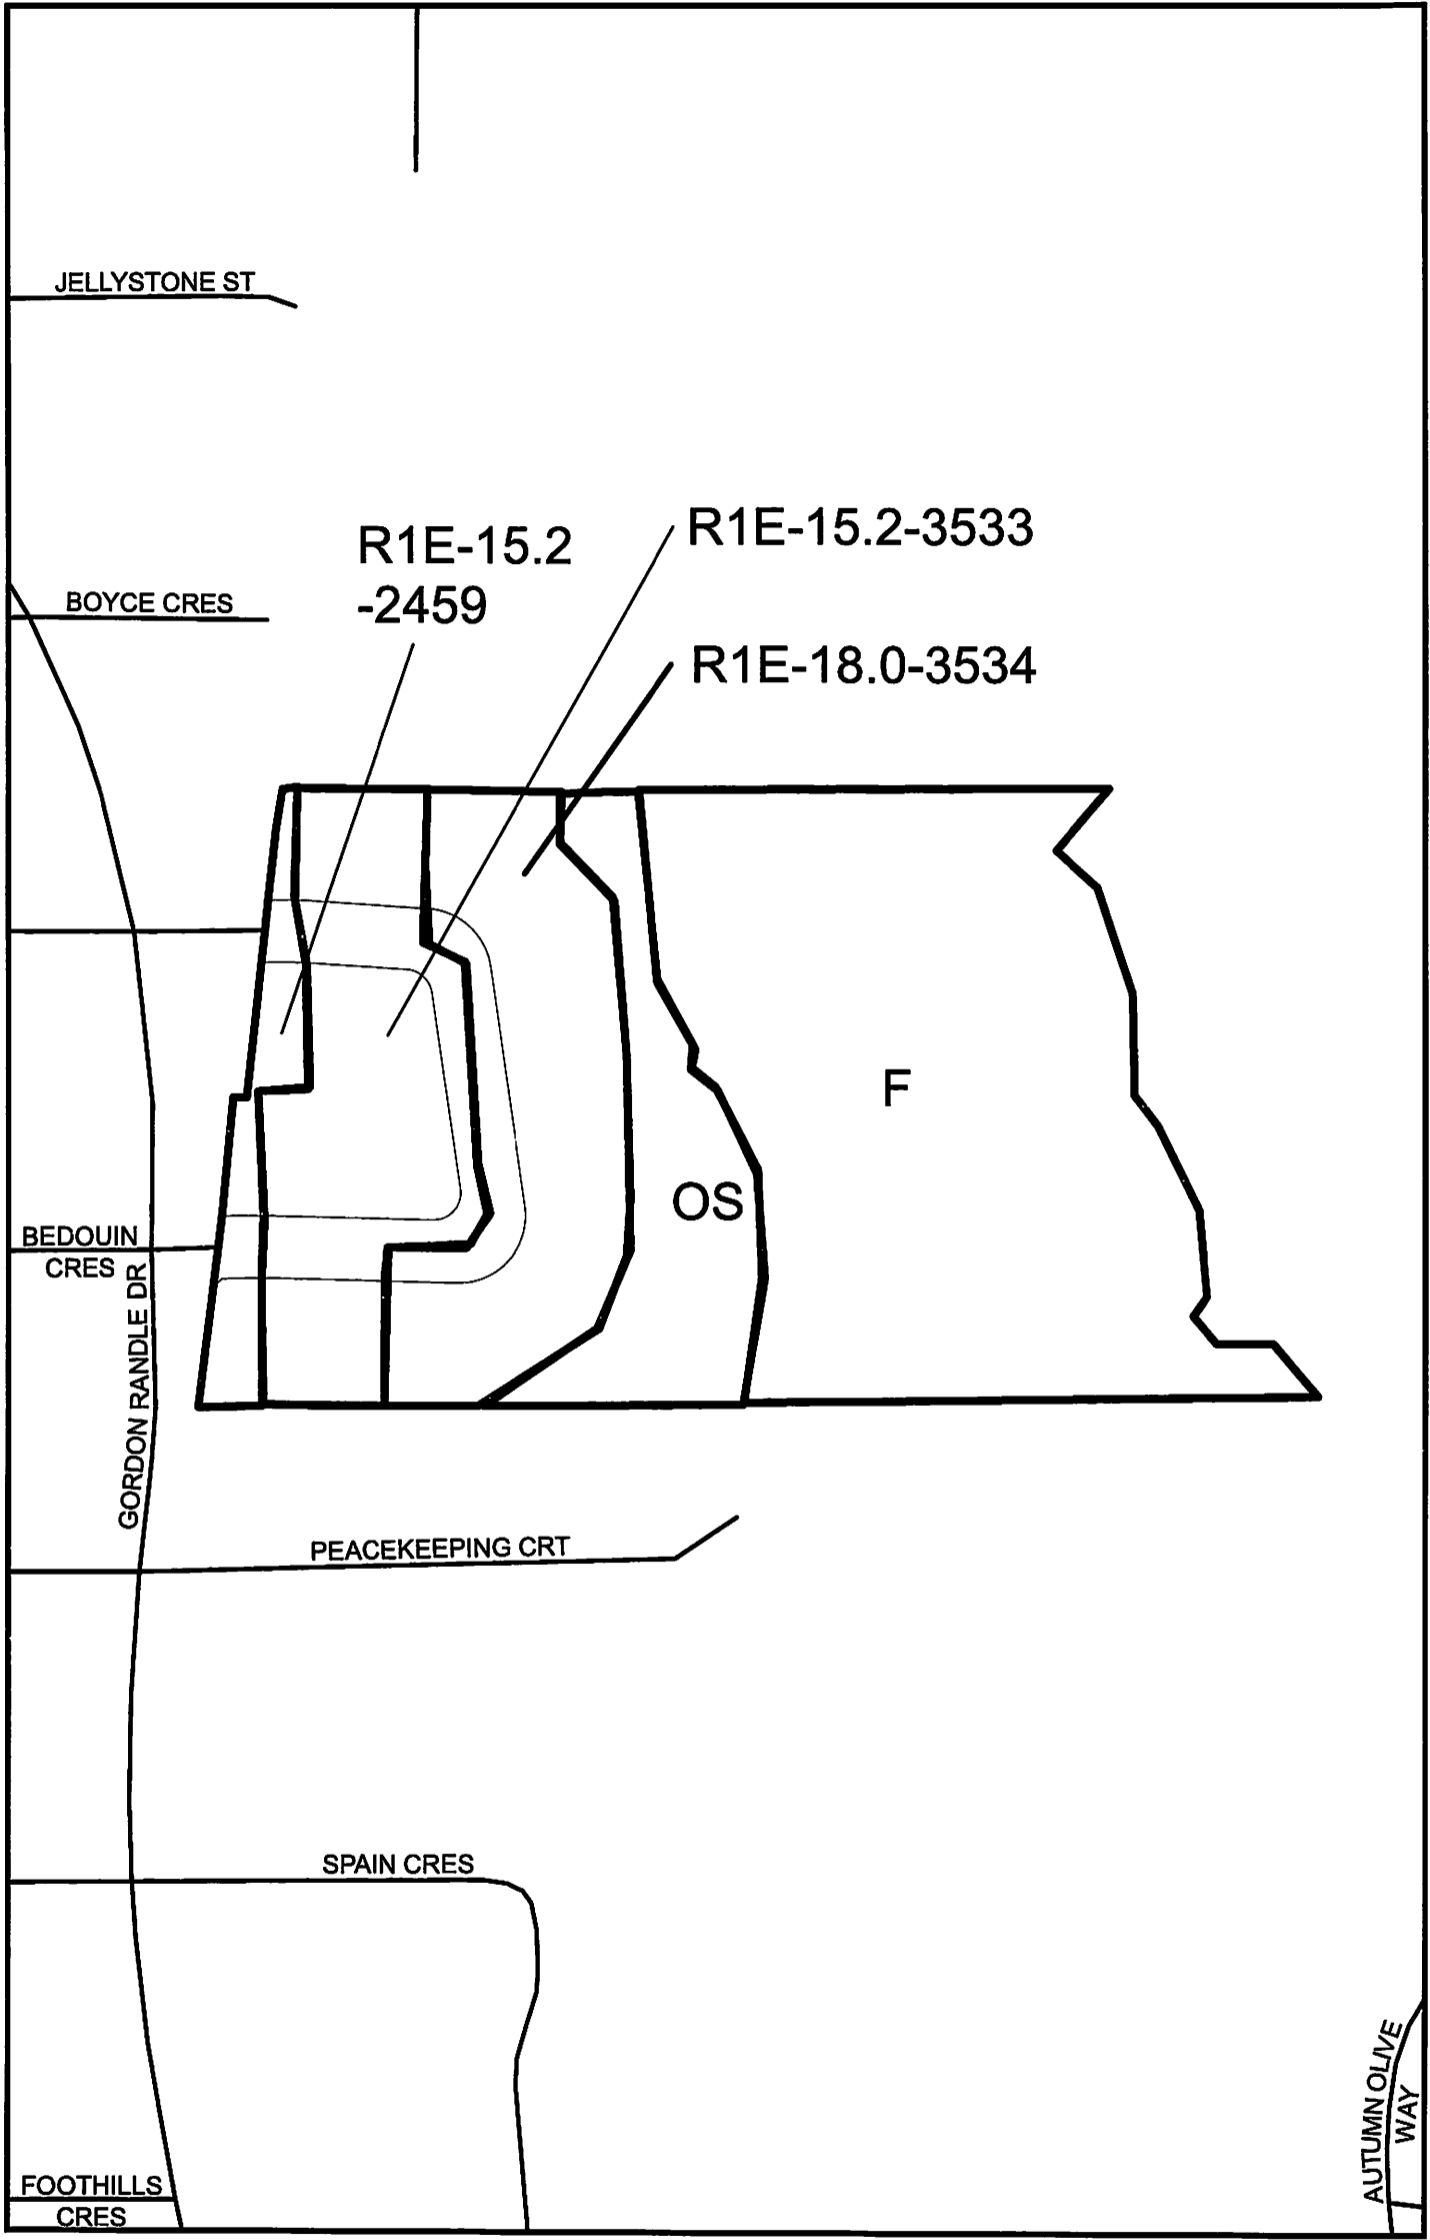 JELLYSTONE ST
R1E-15.2
-2459
R1E-15.2-3533
BOYCE CRES
R1E-18.0-3534
F
OS
BEDOUIN
CRES
GORDON RANDLE DR
PEACEKEEPING CRT
SPAIN CRES
AUTUMN OLIVE
WAY
FOOTHILLS
CRES